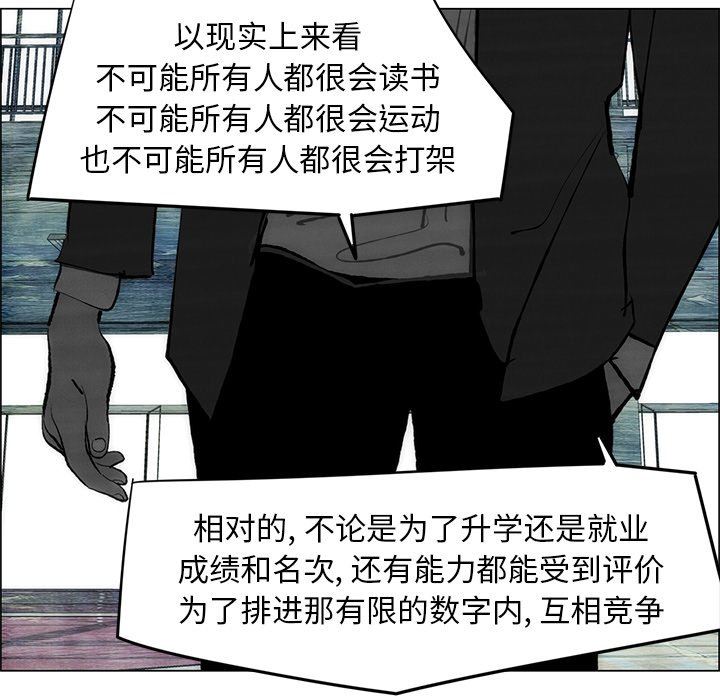 以现实上来看
不可能所有人都很会读书
不可能所有人都很会运动
也不可能所有人都很会打架
相对的, 不论是为了升学还是就业
成绩和名次, 还有能力都能受到评价
为了排进那有限的数字内, 互相竞争